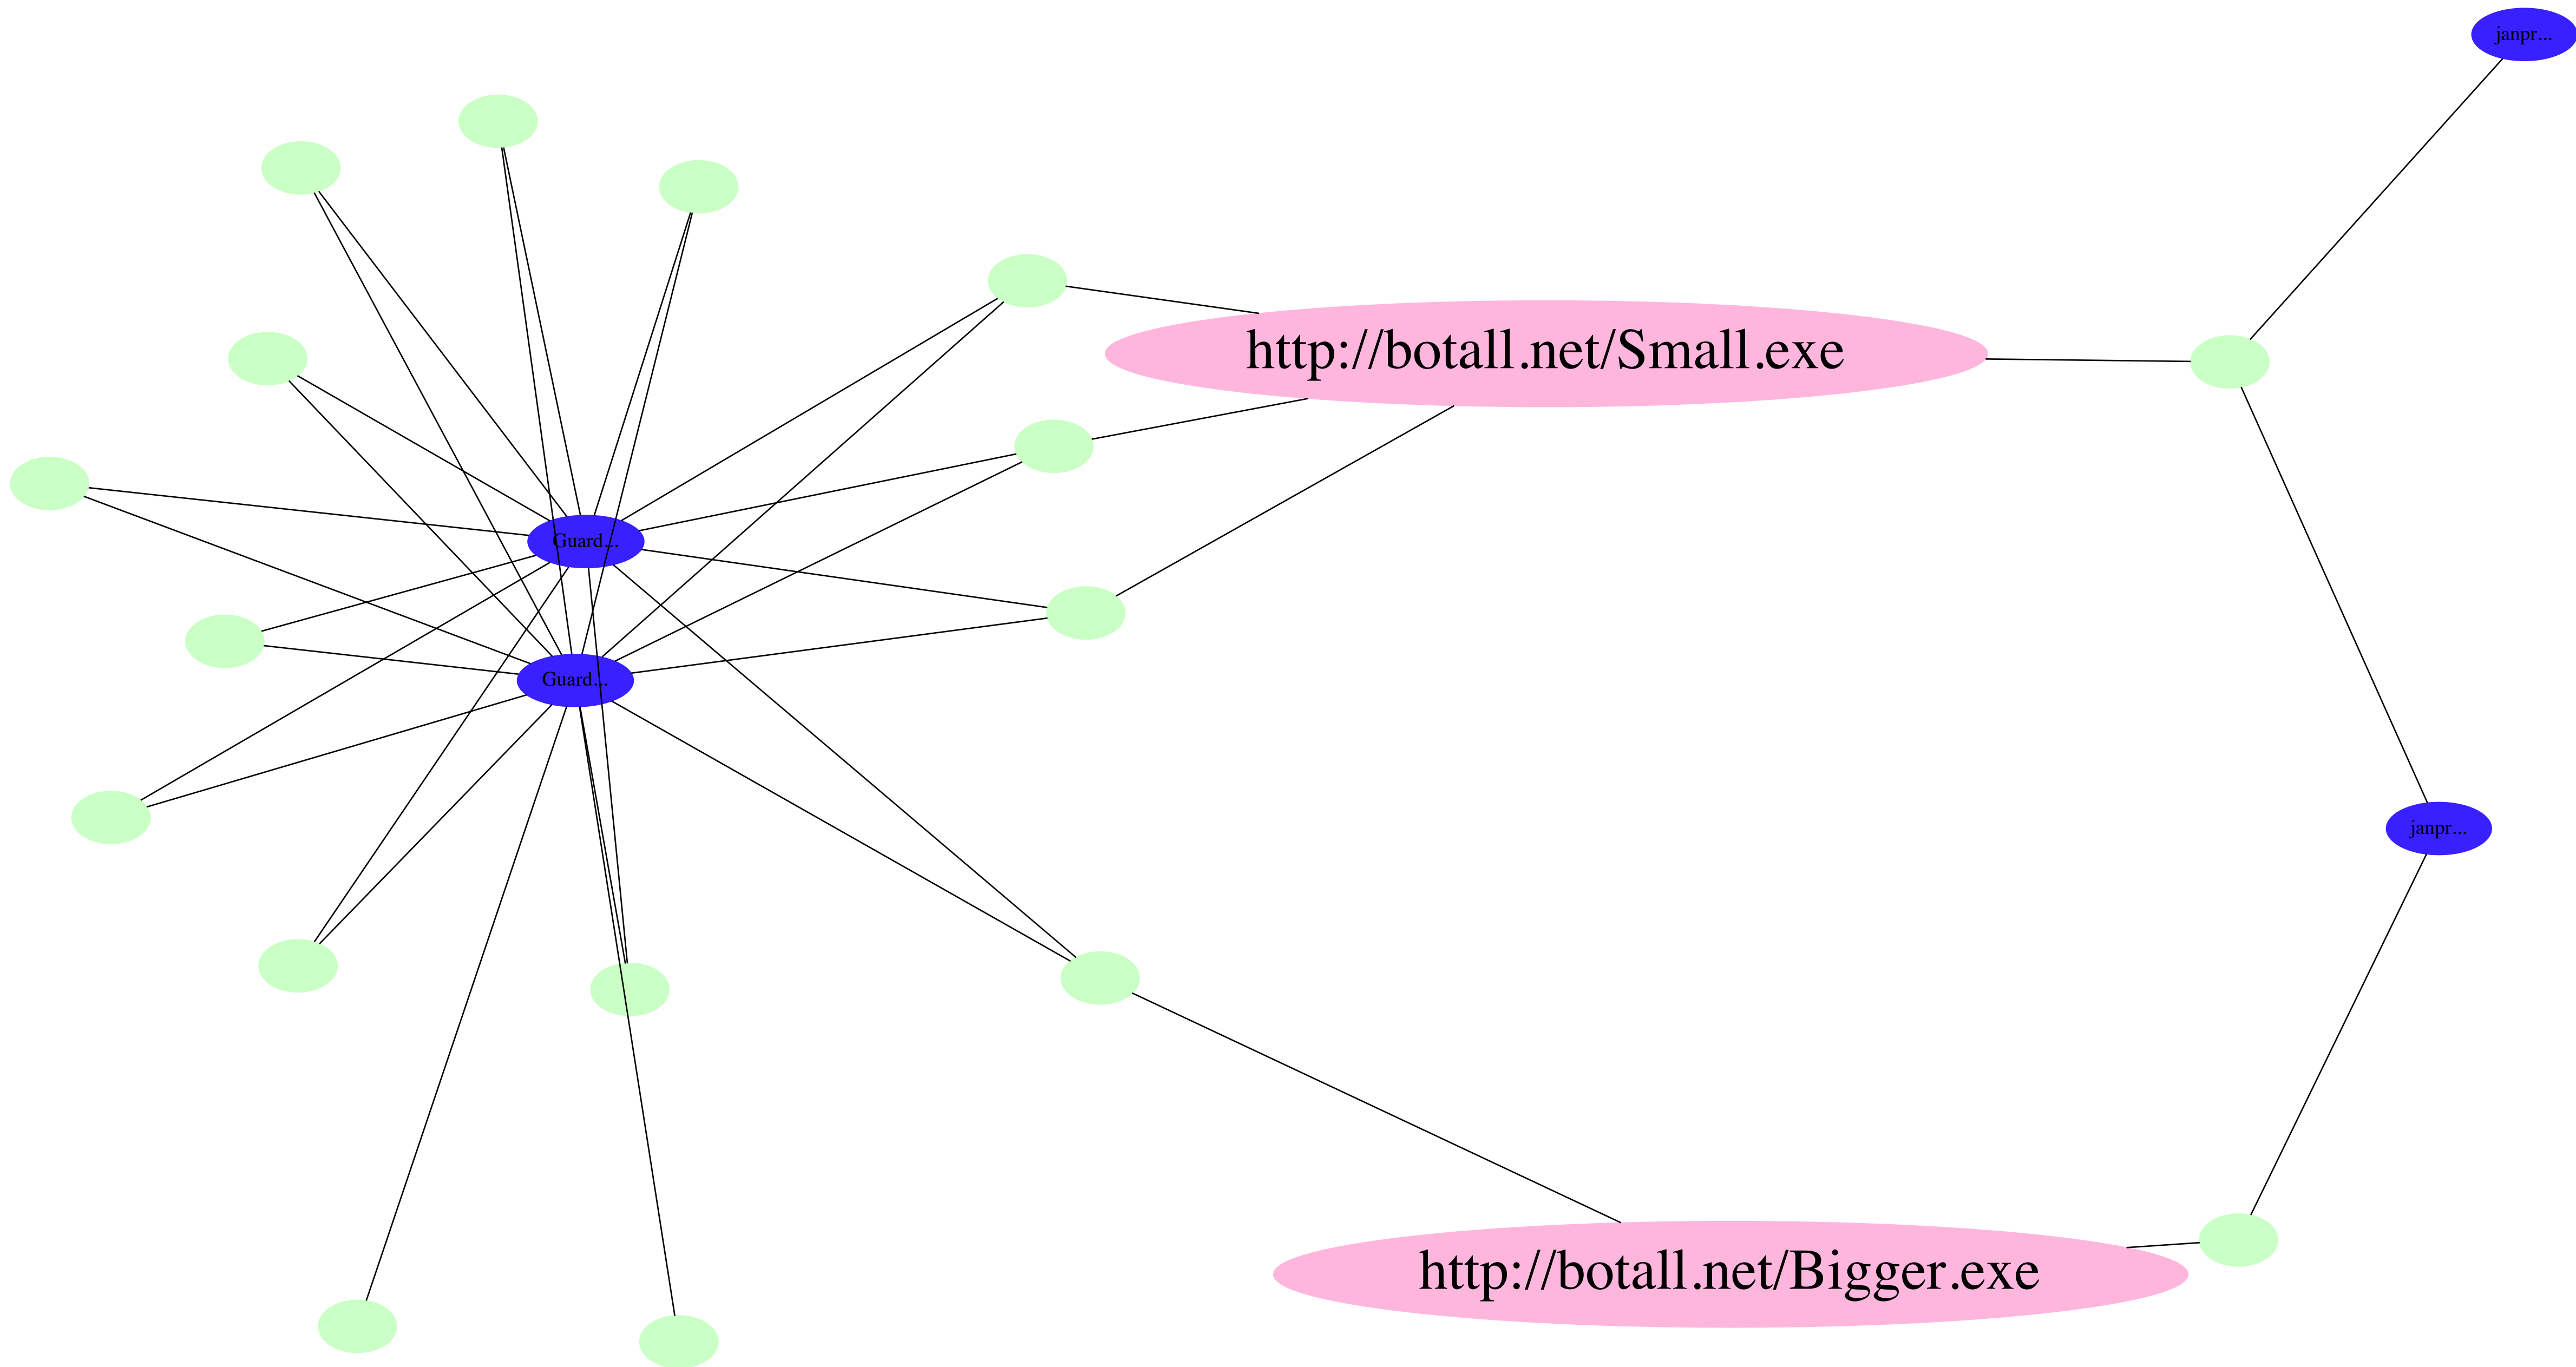 janpr...
http://botall.net/Small.exe
Guard...
Guard...
janpr...
http://botall.net/Bigger.exe